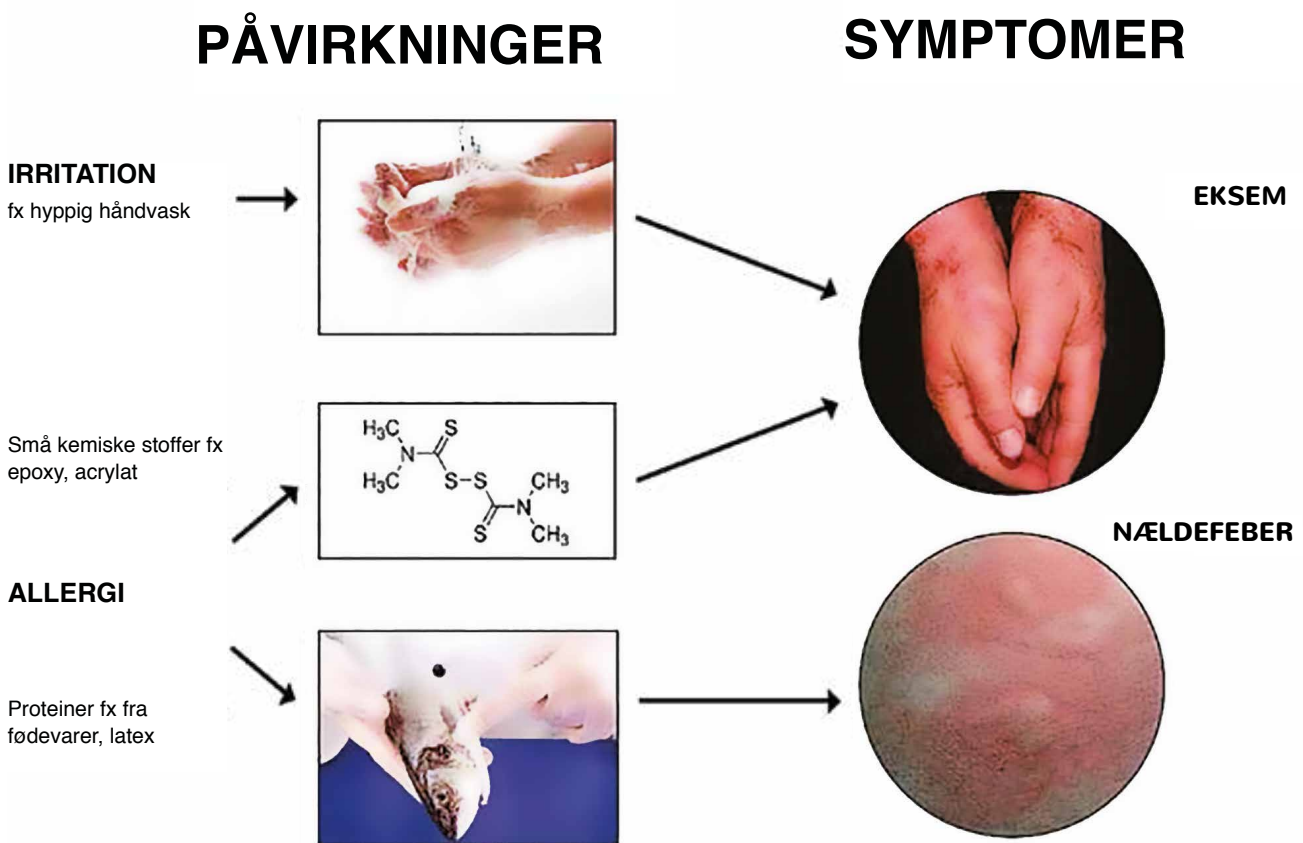 PÅVIRKNINGER
SYMPTOMER
IRRITATION
fx hyppig håndvask
EKSEM
Små kemiske stoffer fx
epoxy, acrylat
H₃C
S
N
H₃C
S–S
CH₃
N
S
CH₃
NÆLDEFEBER
ALLERGI
Proteiner fx fra
fødevarer, latex